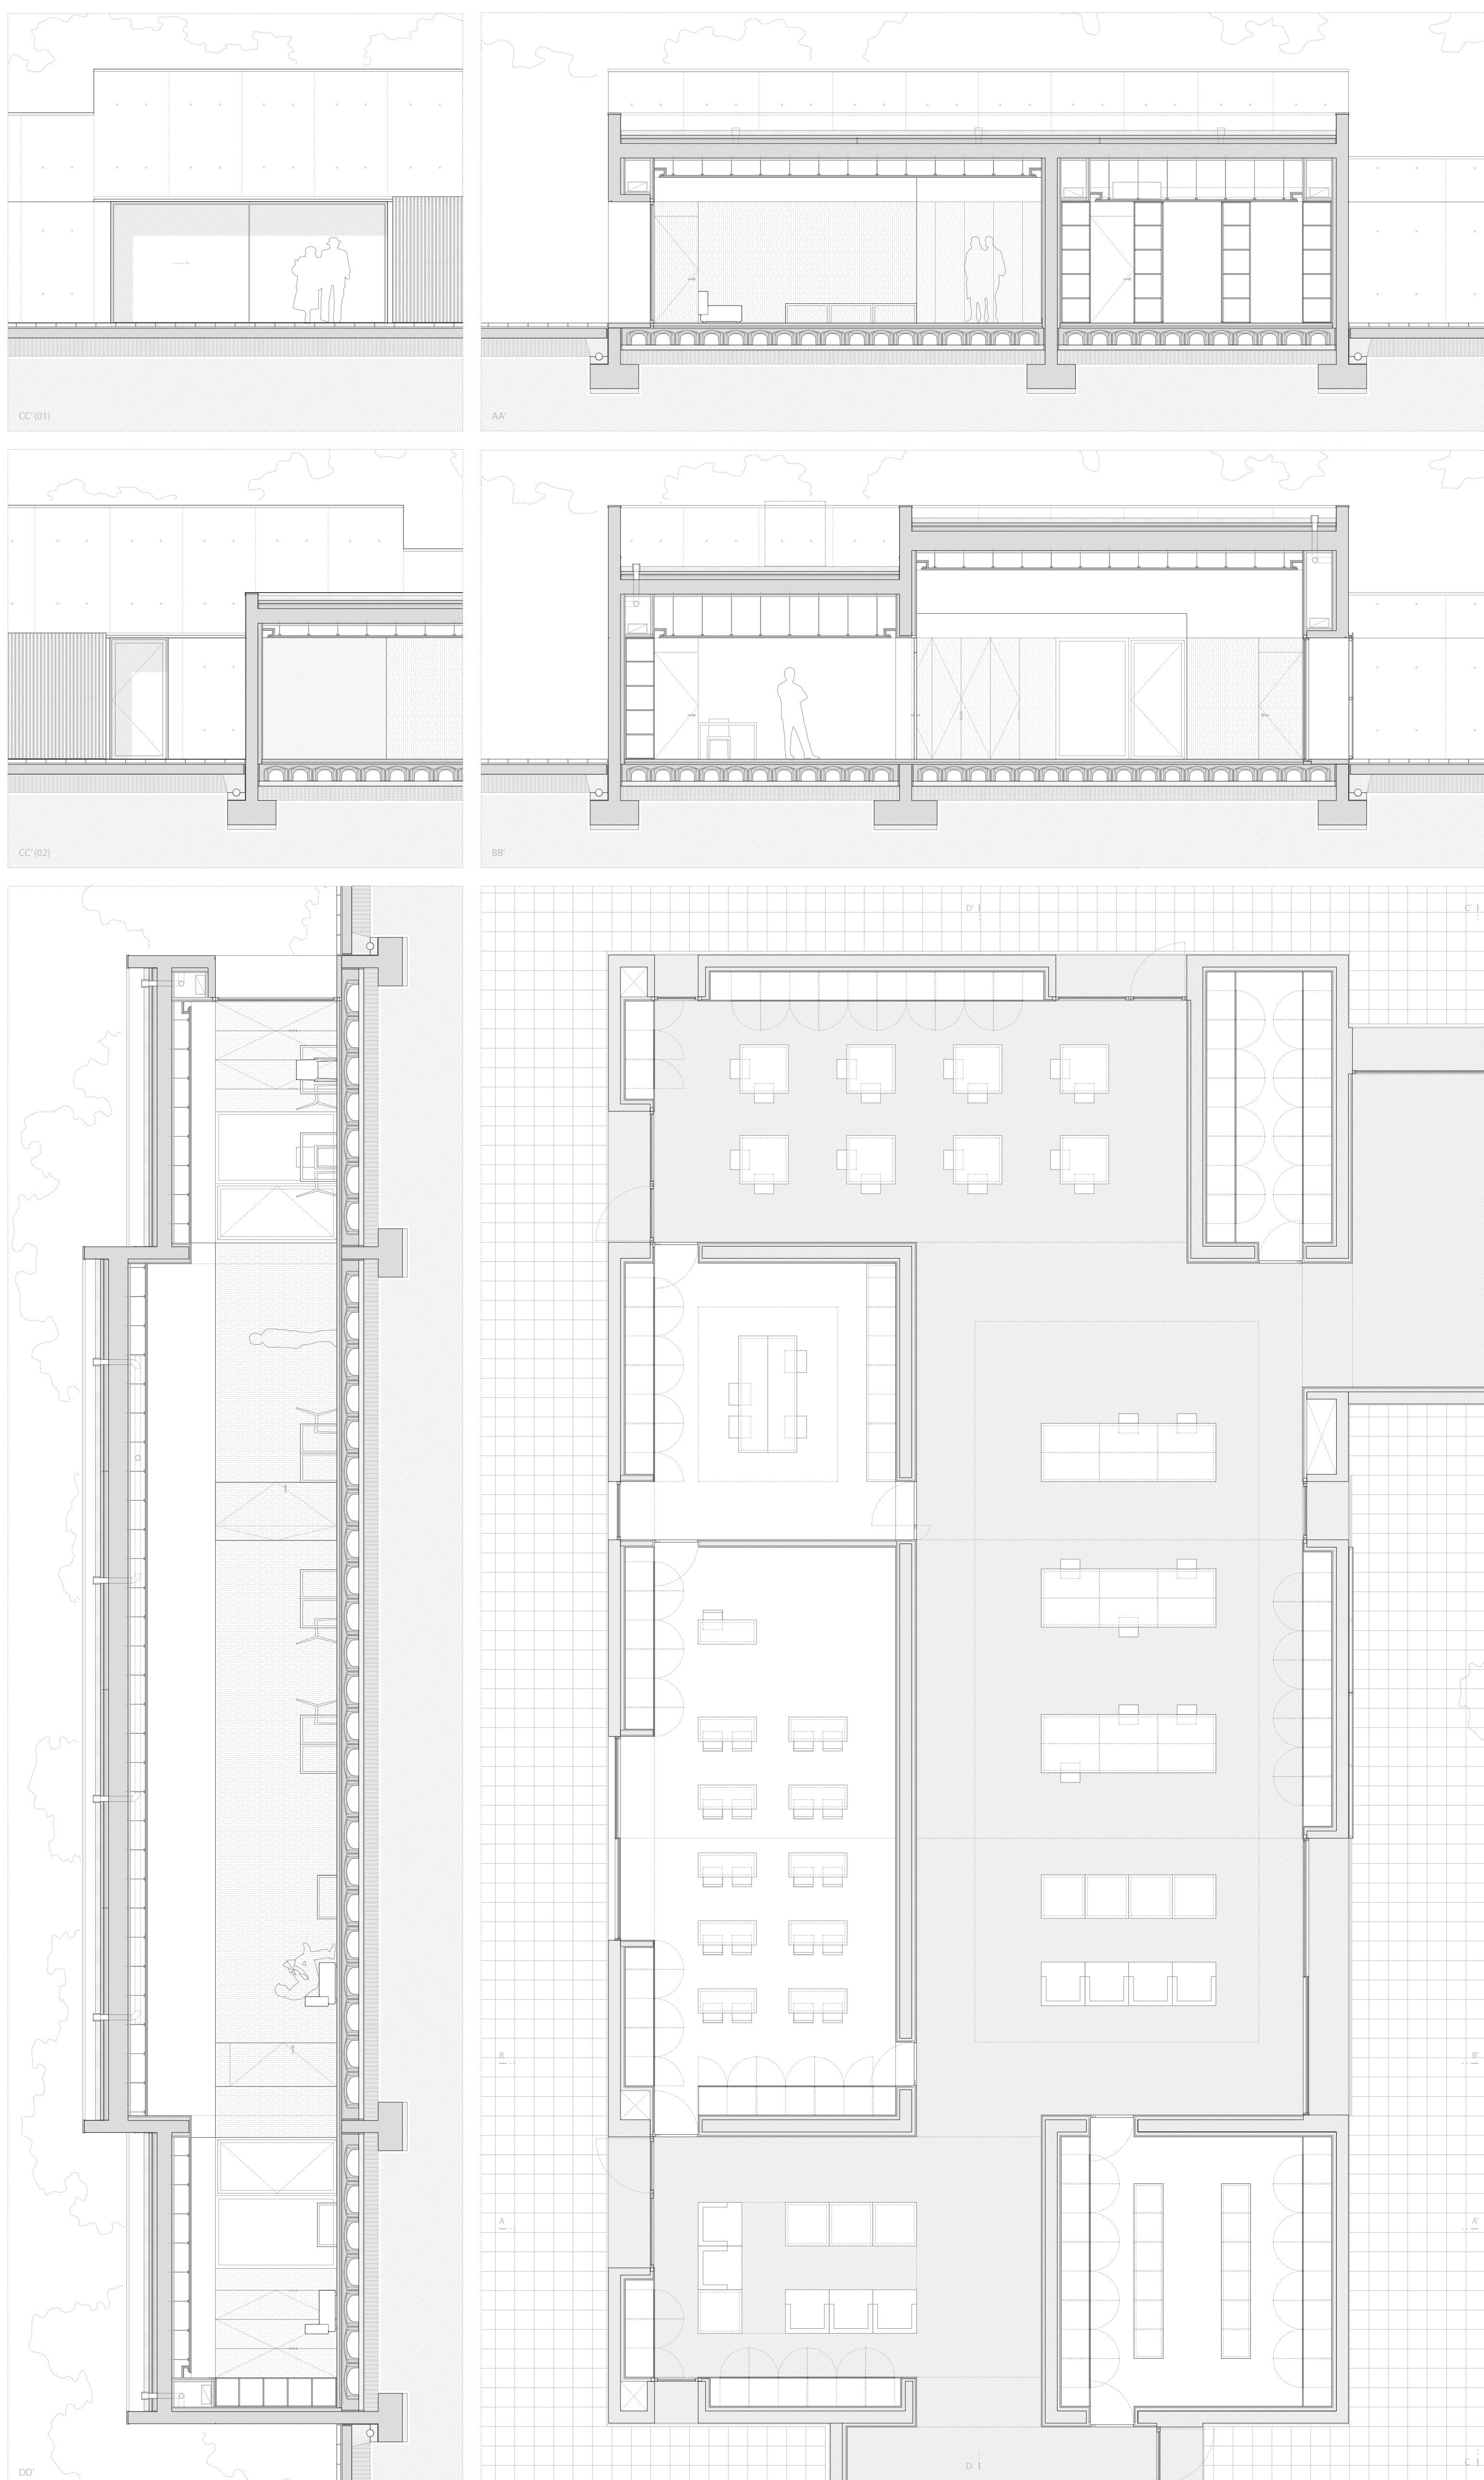 CC' (01)
AA'
CC' (02)
BB'
D'
C'
B
B'
A
A'
D
C
DD'